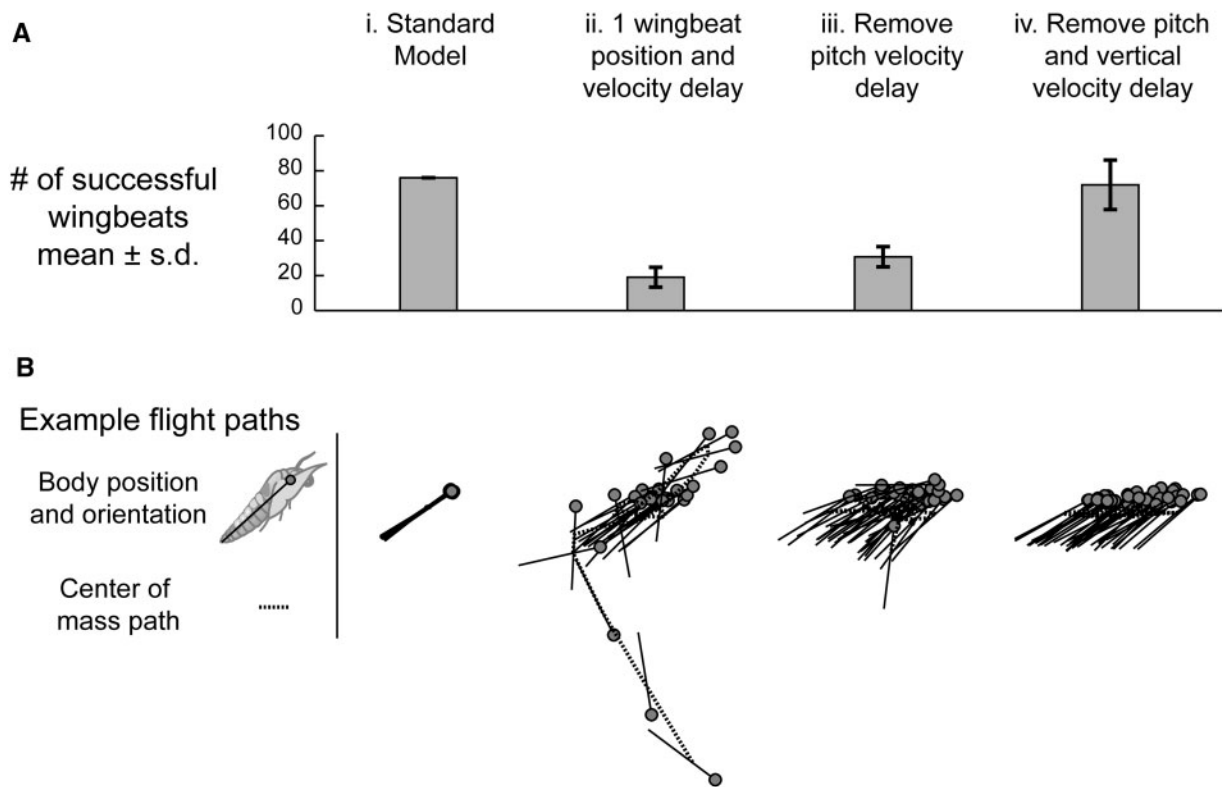 A
i. Standard
Model
ii. 1 wingbeat
position and
velocity delay
iii. Remove
pitch velocity
delay
iv. Remove pitch
and vertical
velocity delay
# of successful
wingbeats
mean ± s.d.
100
80
60
40
20
0
B
Example flight paths
Body position
and orientation
Center of
mass path